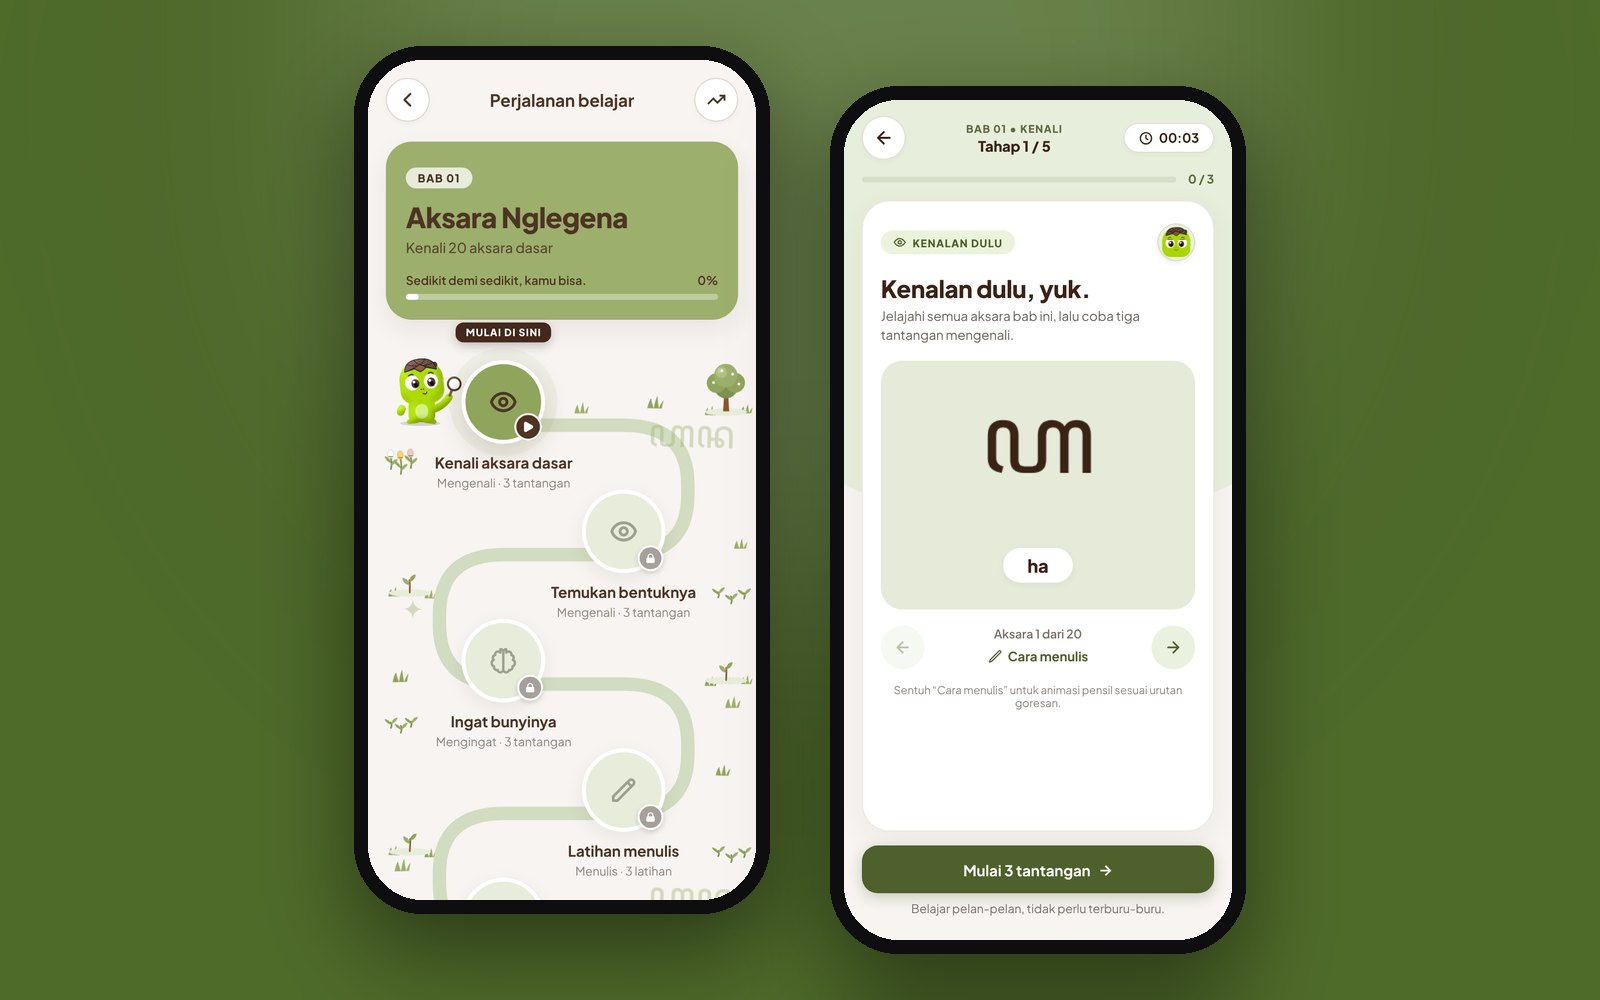 Perjalanan belajar
BAB 01
Aksara Nglegena
Kenali 20 aksara dasar
Sedikit demi sedikit, kamu bisa. 0%
MULAI DI SINI
ꦲꦤ
Kenali aksara dasar
Mengenali · 3 tantangan
Temukan bentuknya
Mengenali · 3 tantangan
Ingat bunyinya
Mengingat · 3 tantangan
Latihan menulis
Menulis · 3 latihan
BAB 01 • KENALI
Tahap 1 / 5
00:03
0 / 3
KENALAN DULU
Kenalan dulu, yuk.
Jelajahi semua aksara bab ini, lalu coba tiga
tantangan mengenali.
ꦲ
ha
Aksara 1 dari 20
Cara menulis
Sentuh “Cara menulis” untuk animasi pensil sesuai urutan
goresan.
Mulai 3 tantangan →
Belajar pelan-pelan, tidak perlu terburu-buru.